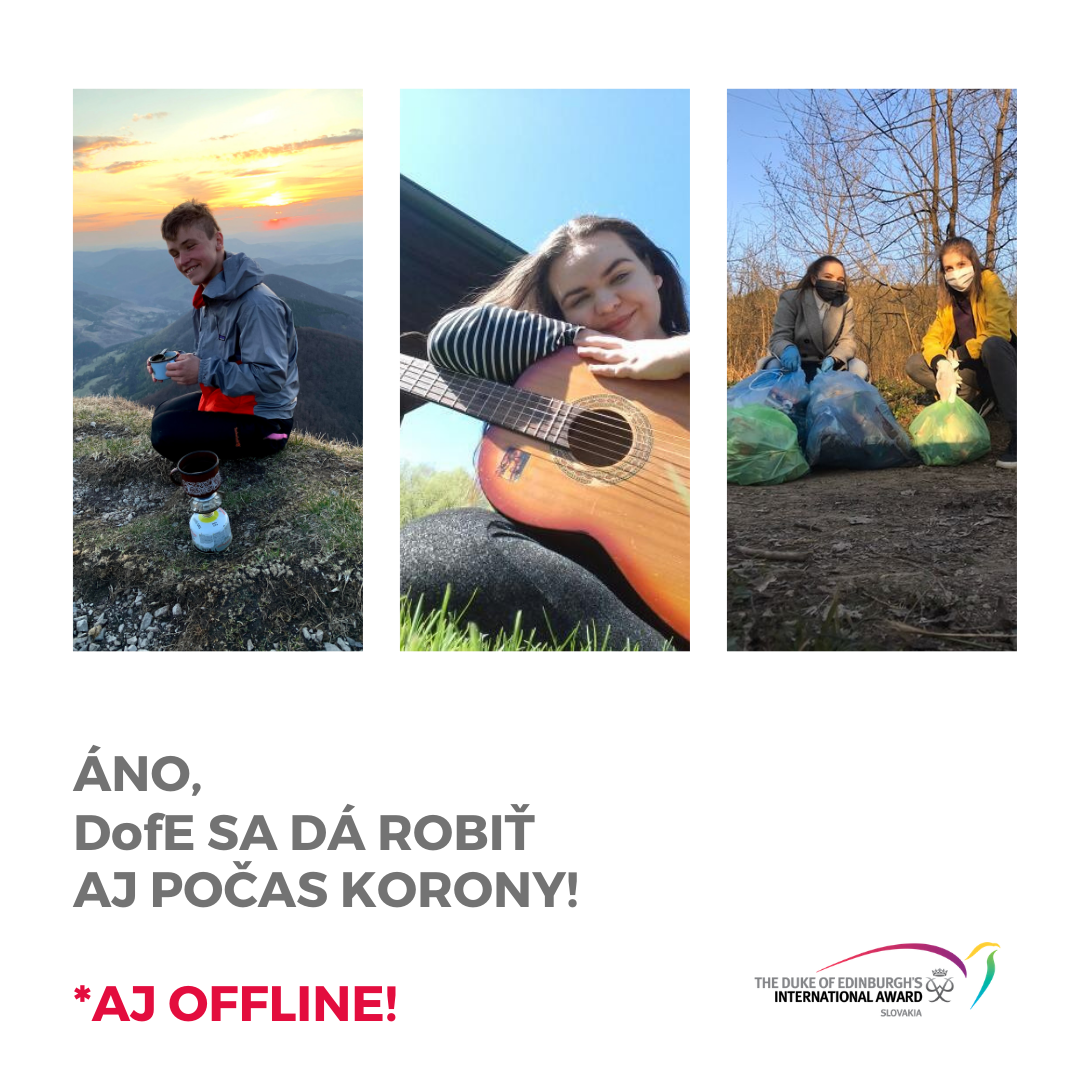 ÁNO,
DofE SA DÁ ROBIŤ
AJ POČAS KORONY!
*AJ OFFLINE!
THE DUKE OF EDINBURGH'S
INTERNATIONAL AWARD
SLOVAKIA